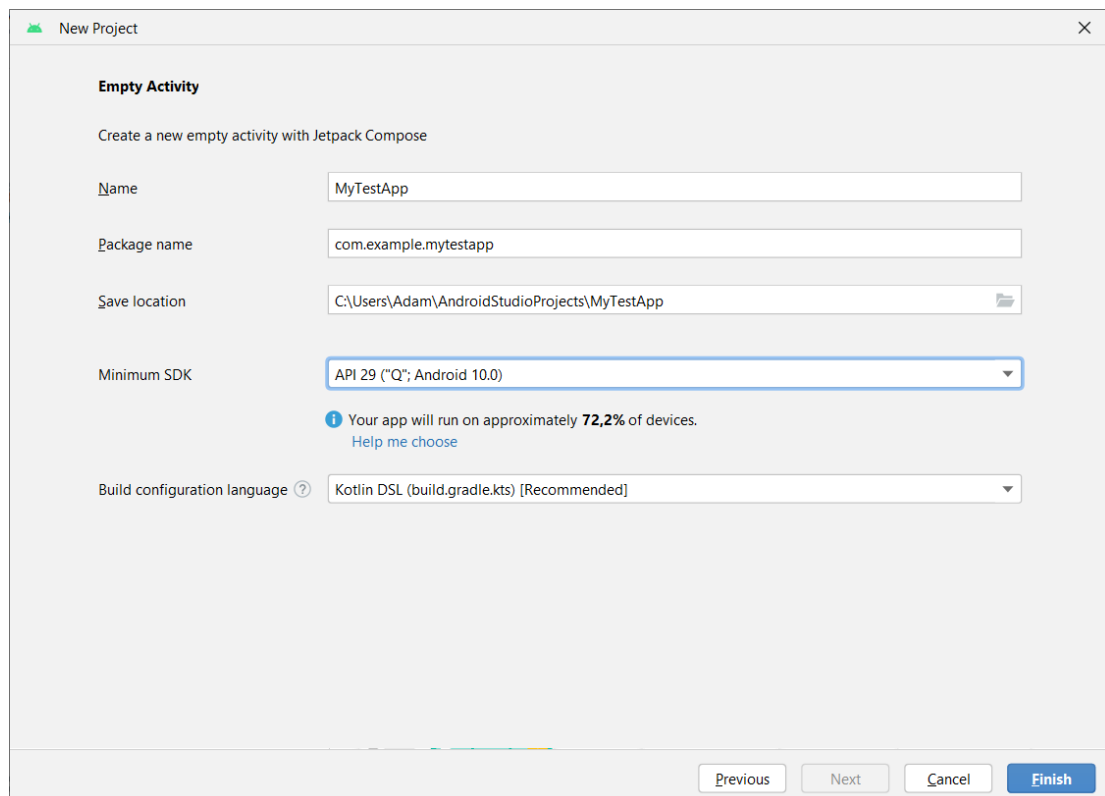 New Project
Empty Activity
Create a new empty activity with Jetpack Compose
Name
MyTestApp
Package name
com.example.mytestapp
Save location
C:\Users\Adam\AndroidStudioProjects\MyTestApp
Minimum SDK
API 29 ("Q"; Android 10.0)
Your app will run on approximately 72,2% of devices.
Help me choose
Build configuration language ?
Kotlin DSL (build.gradle.kts) [Recommended]
Previous Next Cancel Finish